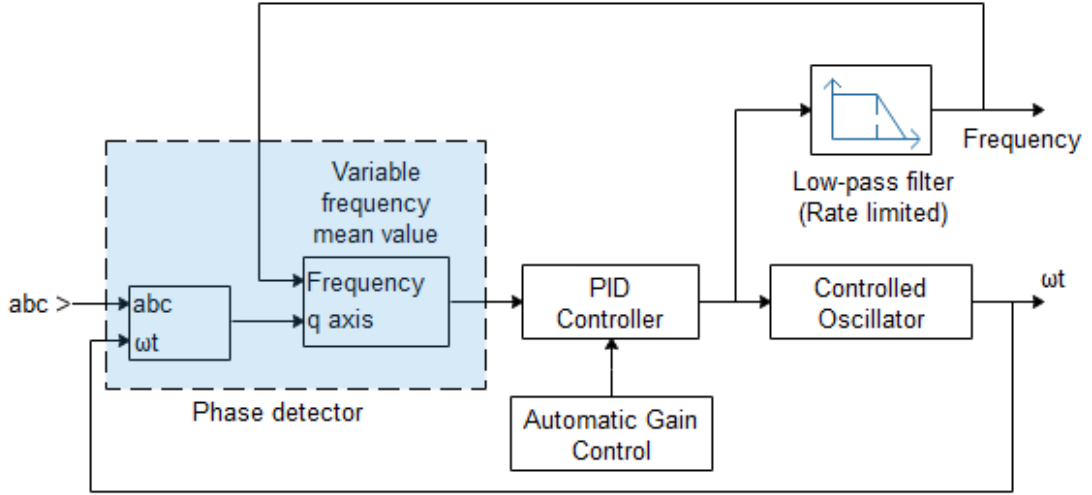 Variable
frequency
mean value
Frequency
q axis
abc >
abc
ωt
Phase detector
PID
Controller
Automatic Gain
Control
Low-pass filter
(Rate limited)
Frequency
Controlled
Oscillator
ωt